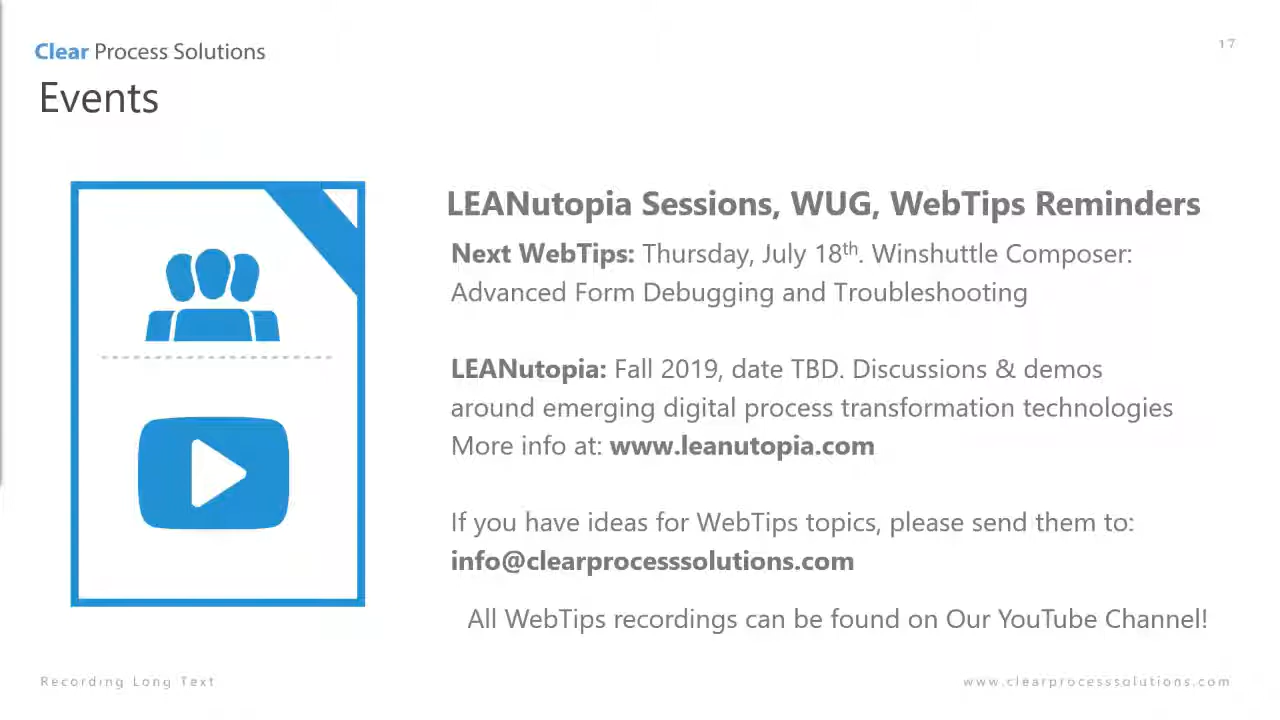 Clear Process Solutions
17
Events
LEANutopia Sessions, WUG, WebTips Reminders
Next WebTips: Thursday, July 18th. Winshuttle Composer:
Advanced Form Debugging and Troubleshooting
LEANutopia: Fall 2019, date TBD. Discussions & demos
around emerging digital process transformation technologies
More info at: www.leanutopia.com
If you have ideas for WebTips topics, please send them to:
info@clearprocesssolutions.com
All WebTips recordings can be found on Our YouTube Channel!
Recording Long Text
www.clearprocesssolutions.com